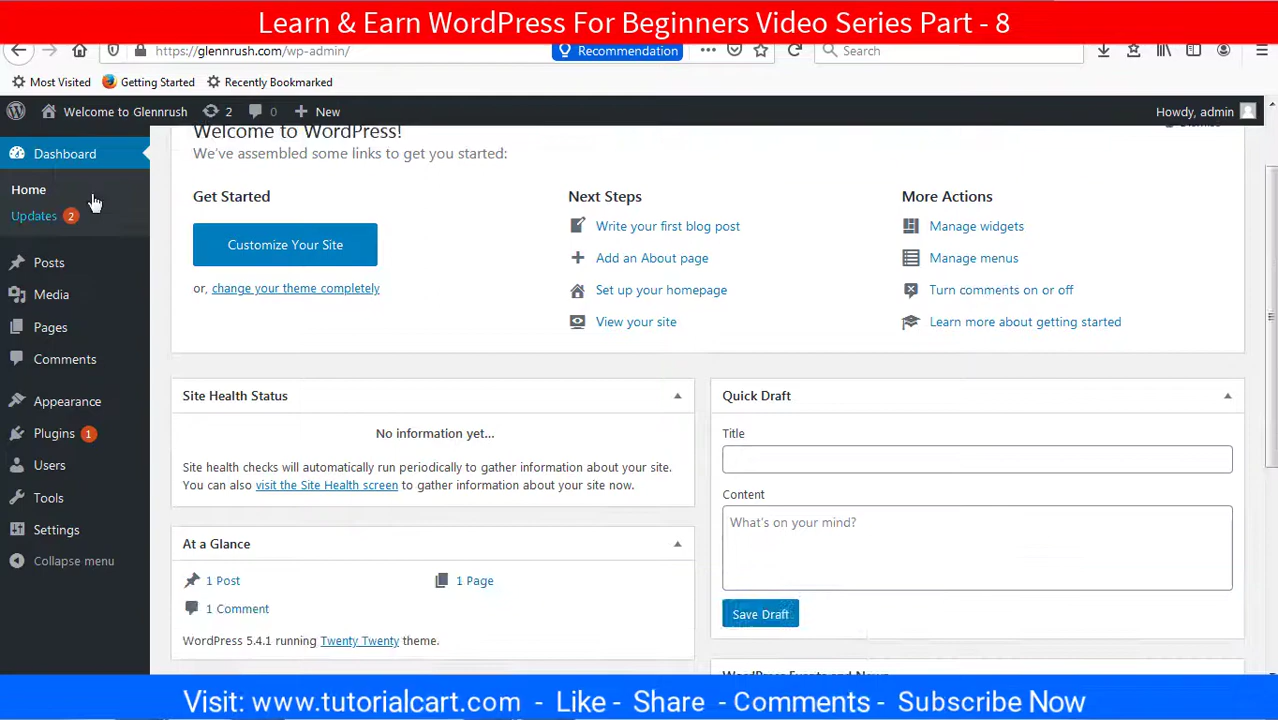 Learn & Earn WordPress For Beginners Video Series Part - 8
https://glennrush.com/wp-admin/
Recommendation
Search
Most Visited
Getting Started
Recently Bookmarked
Welcome to Glennrush
2
0
New
Howdy, admin
Dashboard
Home
Updates 2
Posts
Media
Pages
Comments
Appearance
Plugins 1
Users
Tools
Settings
Collapse menu
Welcome to WordPress!
Dismiss
We've assembled some links to get you started:
Get Started
Customize Your Site
or, change your theme completely
Next Steps
Write your first blog post
Add an About page
Set up your homepage
View your site
More Actions
Manage widgets
Manage menus
Turn comments on or off
Learn more about getting started
Site Health Status
No information yet...
Site health checks will automatically run periodically to gather information about your site.
You can also visit the Site Health screen to gather information about your site now.
At a Glance
1 Post
1 Page
1 Comment
WordPress 5.4.1 running Twenty Twenty theme.
Quick Draft
Title
Content
What's on your mind?
Save Draft
WordPress Events and News
Visit: www.tutorialcart.com - Like - Share - Comments - Subscribe Now